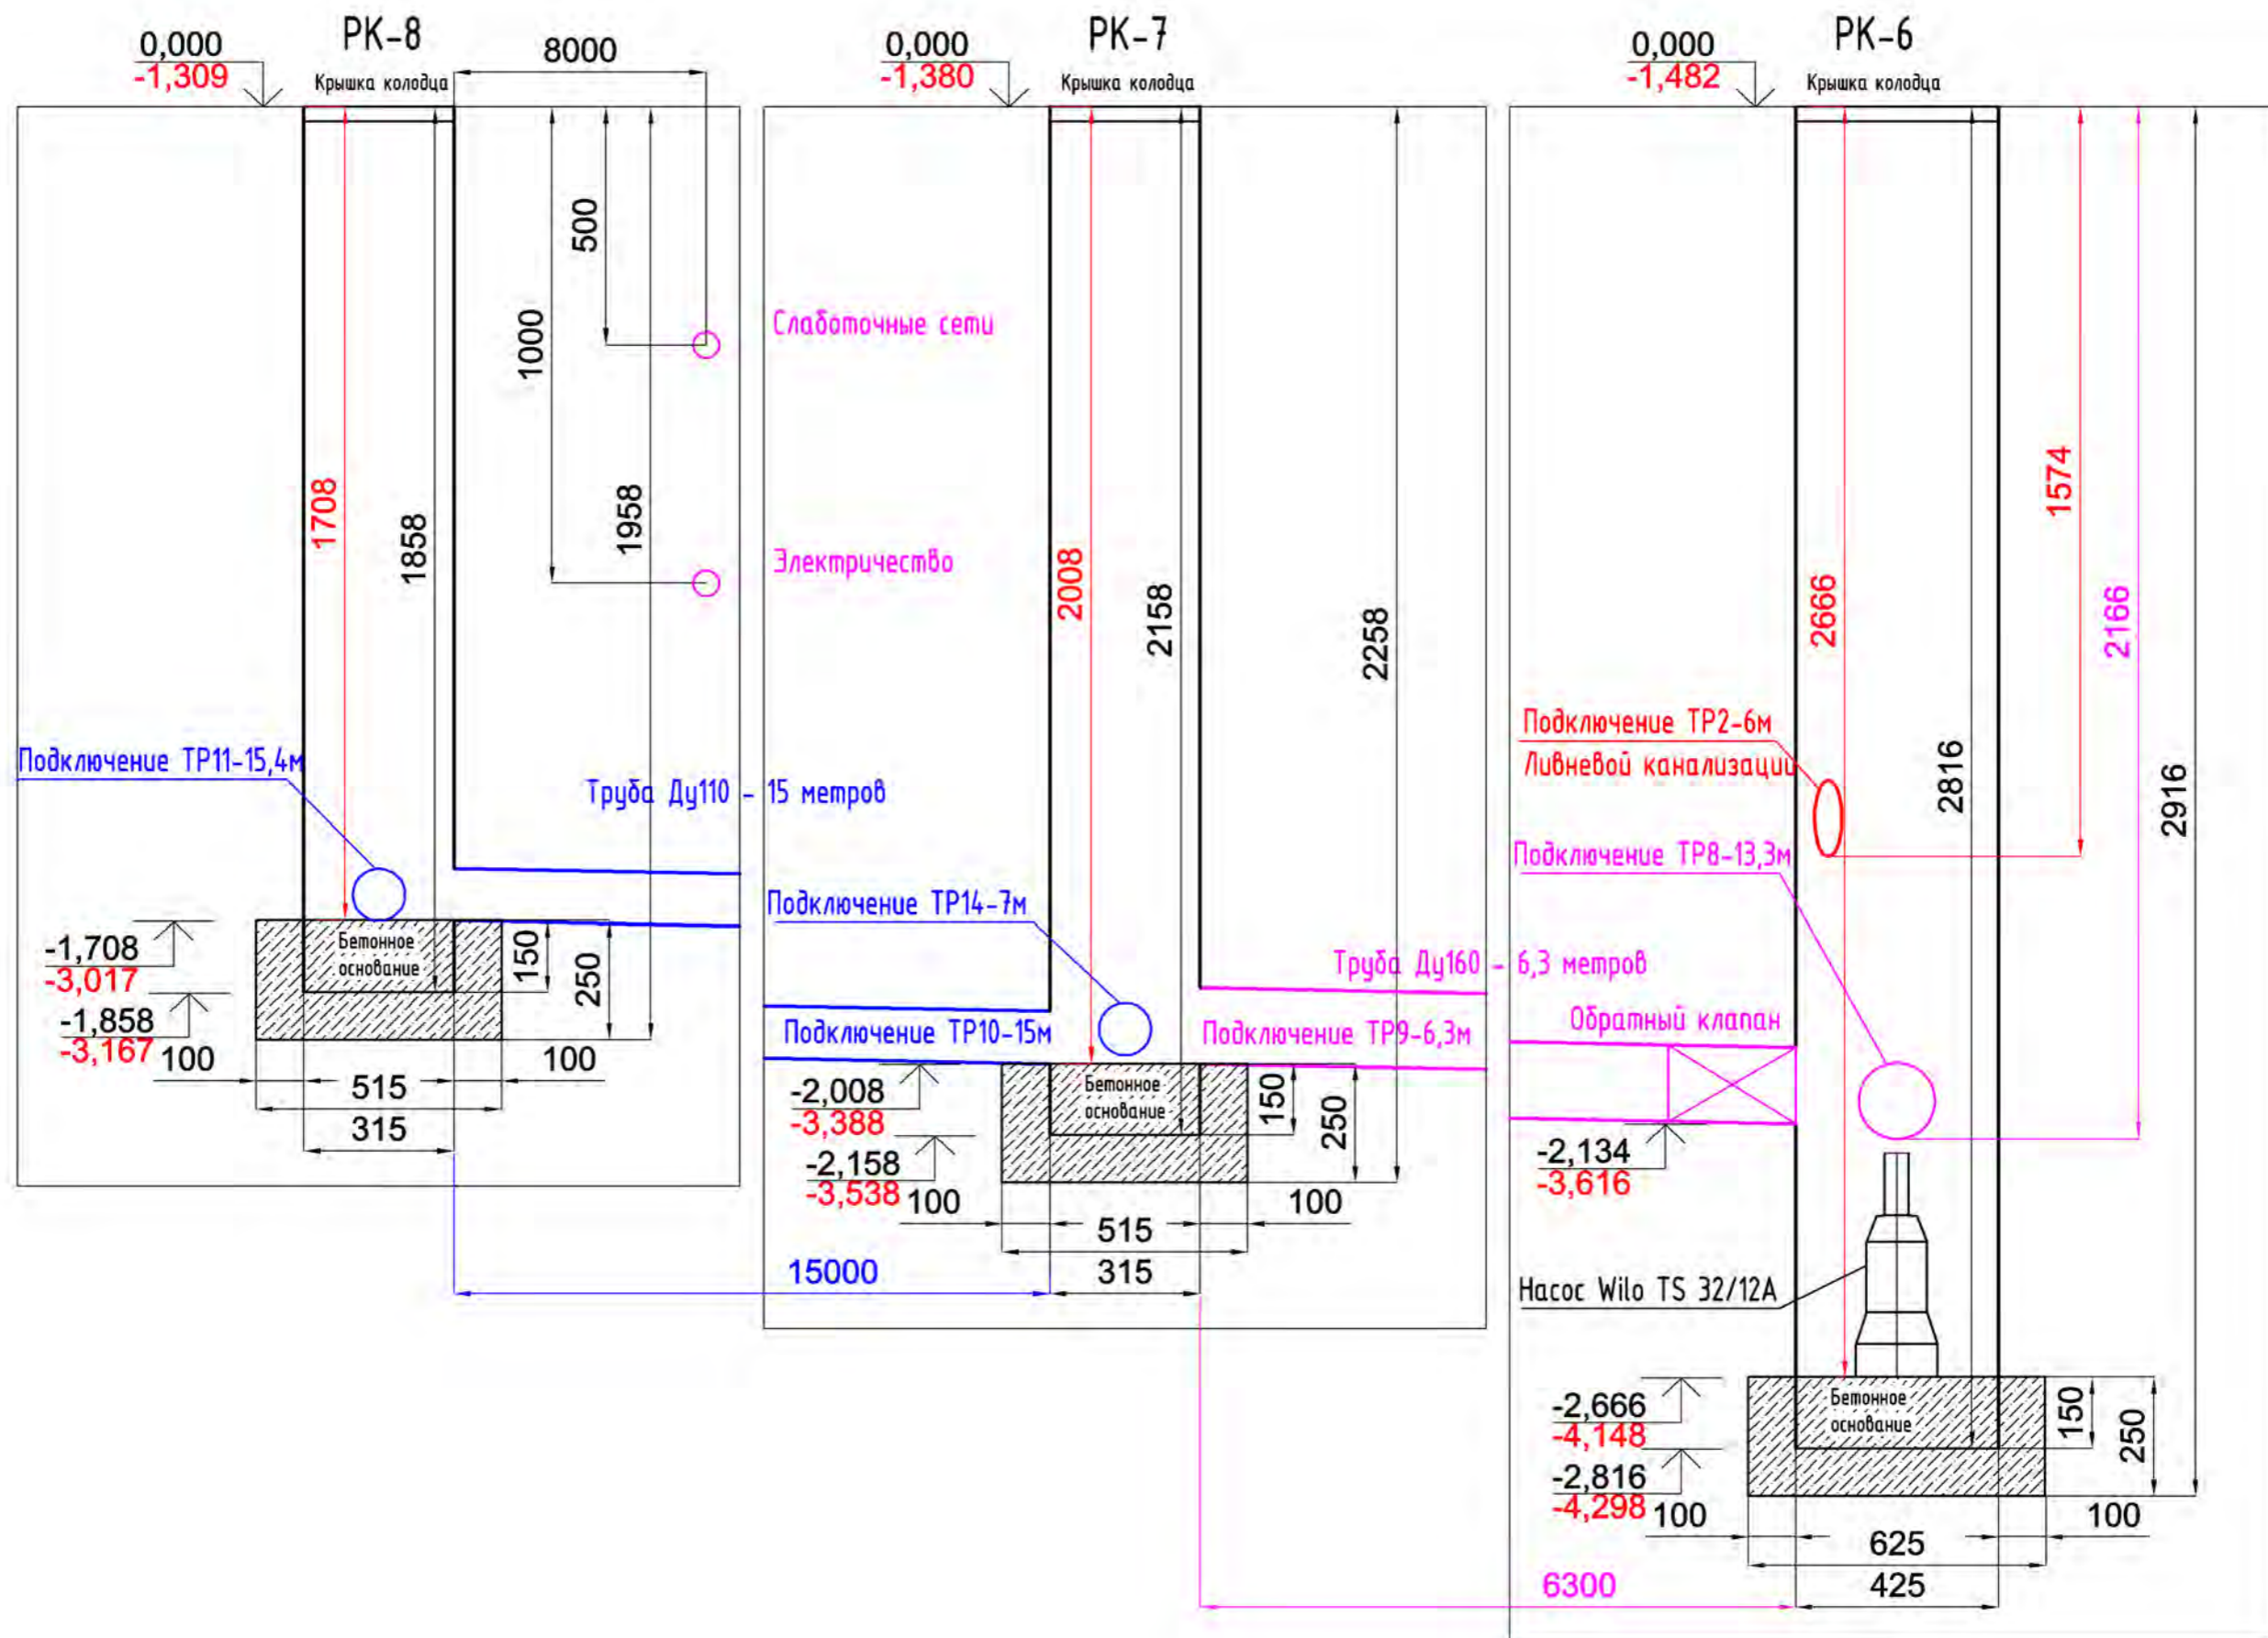 РК-8
0,000
-1,309
Крышка колодца
8000
500
1000
1708
1858
1958
Слаботочные сети
Электричество
Подключение ТР11-15,4м
Труба Ду110 - 15 метров
Бетонное
основание
-1,708
-3,017
-1,858
-3,167
150
250
100
100
515
315
15000
РК-7
0,000
-1,380
Крышка колодца
2008
2158
2258
Подключение ТР14-7м
Труба Ду160 - 6,3 метров
Подключение ТР10-15м
Подключение ТР9-6,3м
Бетонное
основание
-2,008
-3,388
-2,158
-3,538
150
250
100
100
515
315
6300
РК-6
0,000
-1,482
Крышка колодца
1574
2166
2666
2816
2916
Подключение ТР2-6м
Ливневой канализации
Подключение ТР8-13,3м
Обратный клапан
-2,134
-3,616
Насос Wilo TS 32/12A
Бетонное
основание
-2,666
-4,148
-2,816
-4,298
150
250
100
100
625
425